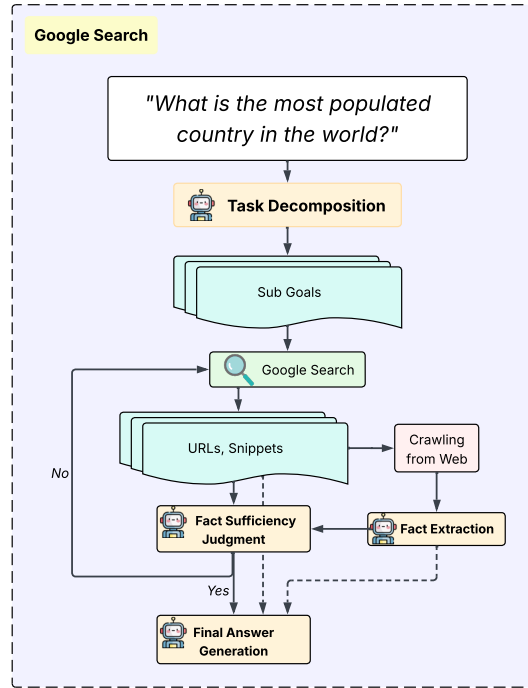 Google Search
"What is the most populated
country in the world?"
Task Decomposition
Sub Goals
Google Search
URLs, Snippets
Crawling
from Web
No
Fact Sufficiency
Judgment
Fact Extraction
Yes
Final Answer
Generation